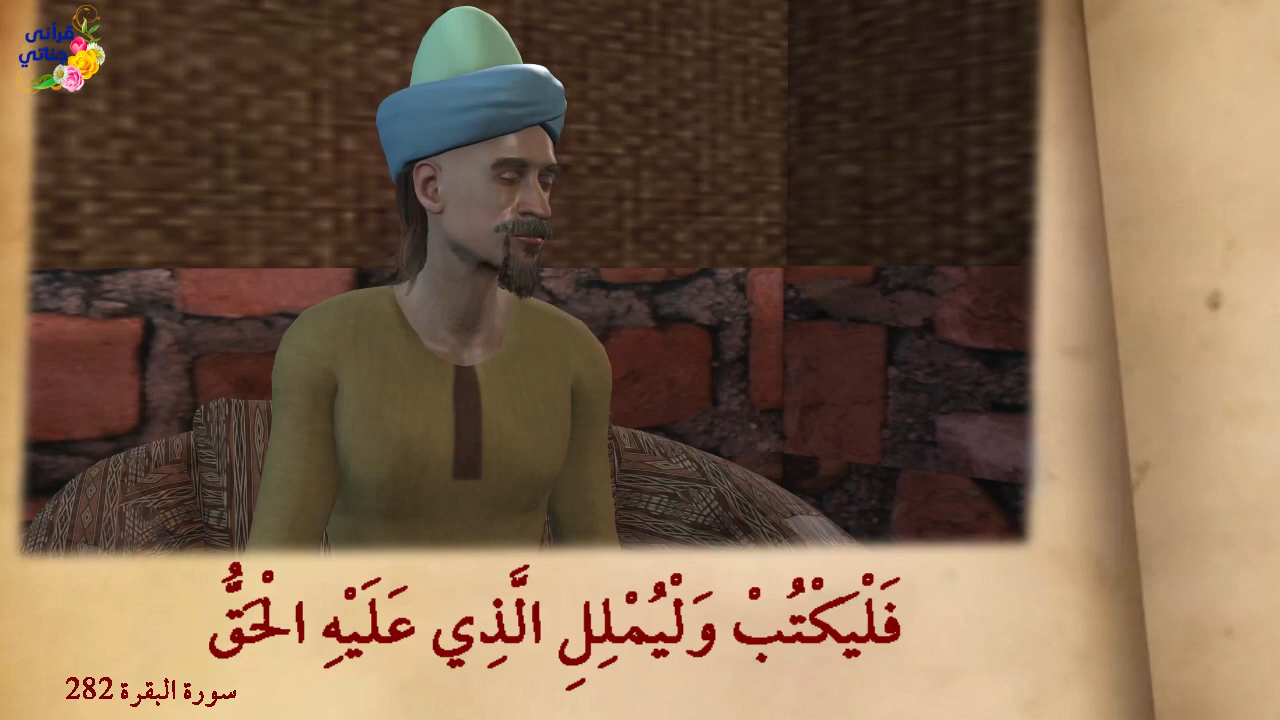 قرآني
جناتي
فَلْيَكْتُبْ وَلْيُمْلِلِ الَّذِي عَلَيْهِ الْحَقُّ
سورة البقرة 282